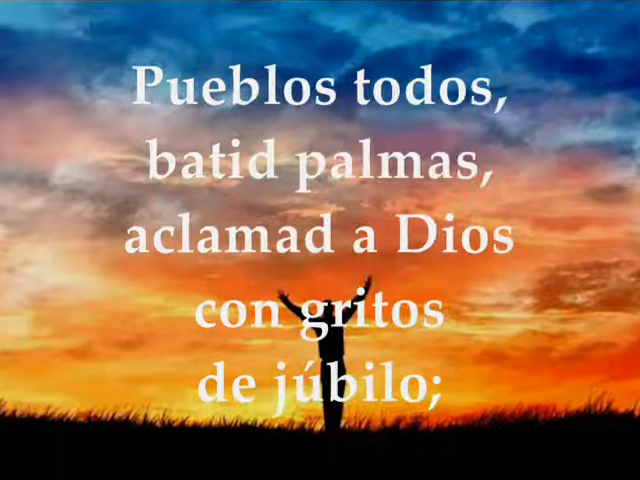 Pueblos todos,
batid palmas,
aclamad a Dios
con gritos
de júbilo;